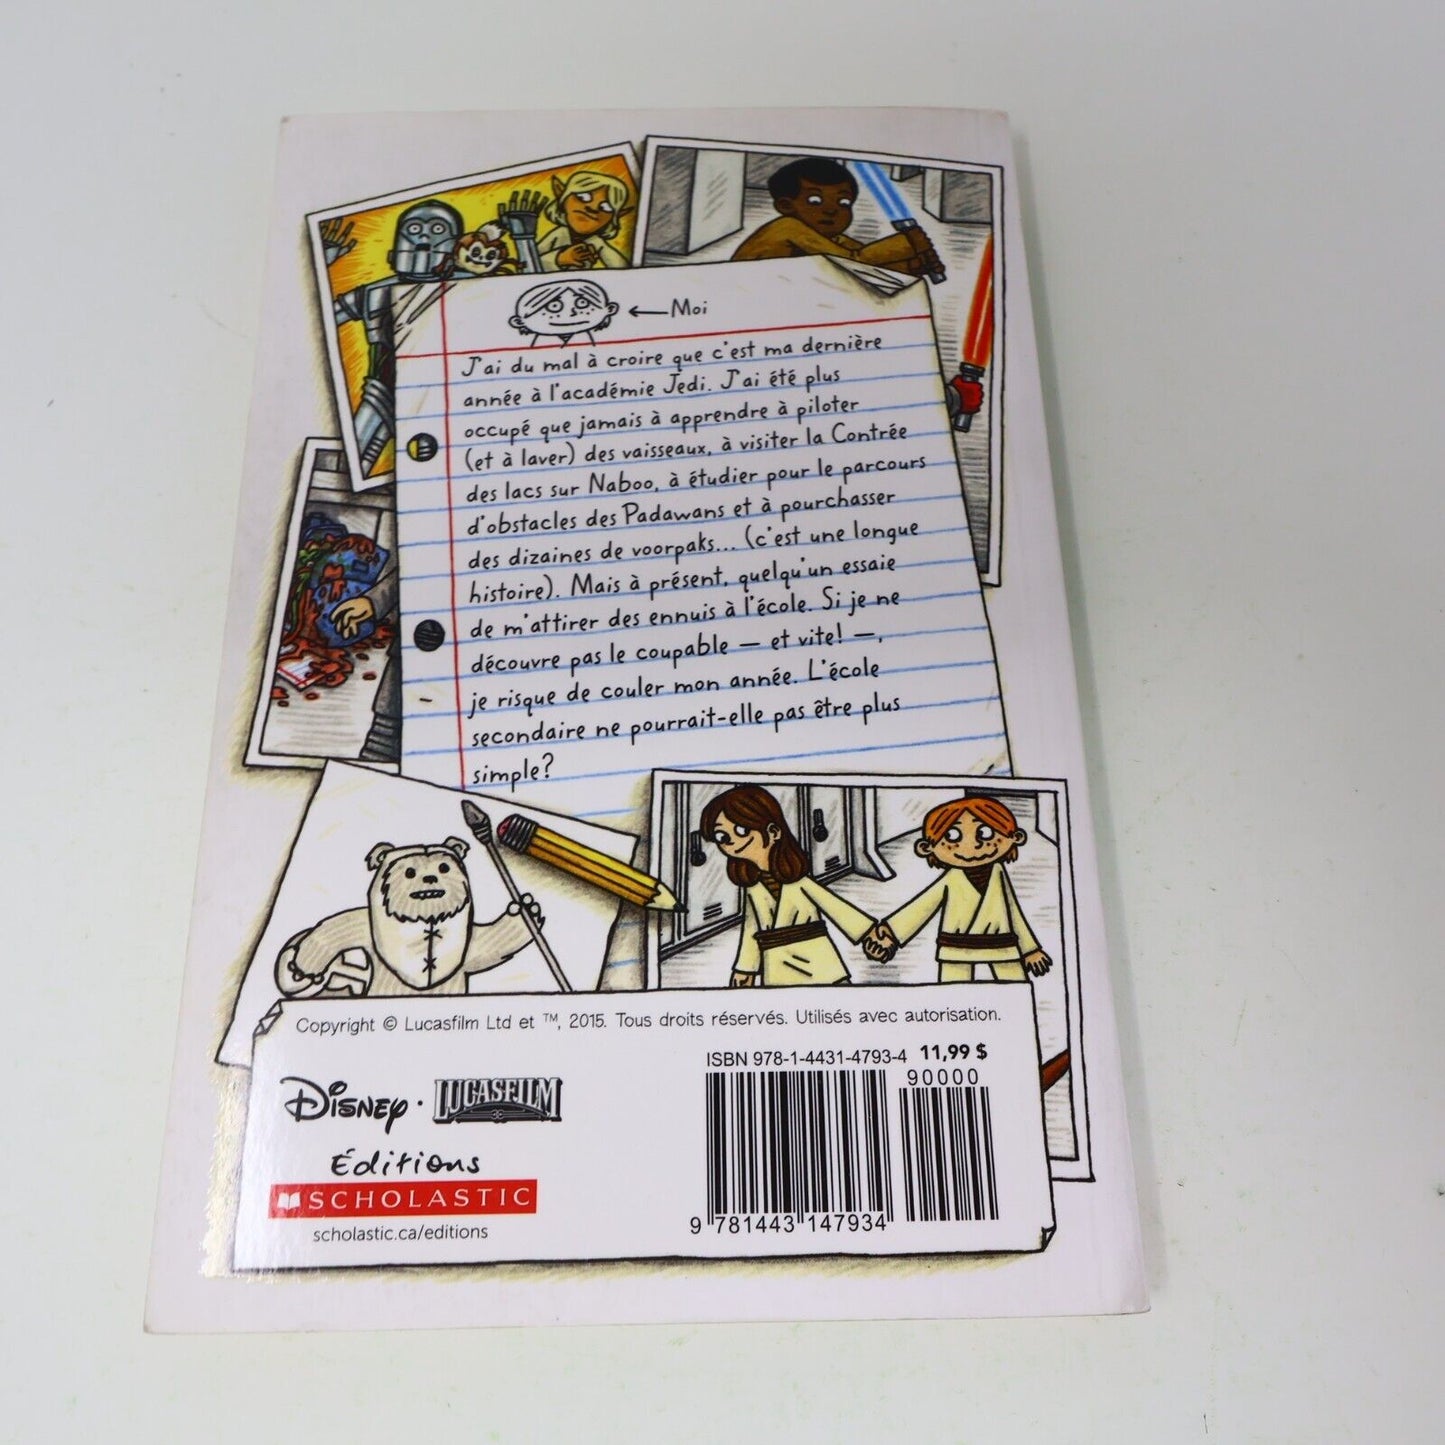 Moi
J'ai du mal à croire que c'est ma dernière
année à l'académie Jedi. J'ai été plus
occupé que jamais à apprendre à piloter
(et à laver) des vaisseaux, à visiter la Contrée
des lacs sur Naboo, à étudier pour le parcours
d'obstacles des Padawans et à pourchasser
des dizaines de voorpaks... (c'est une longue
histoire). Mais à présent, quelqu'un essaie
de m'attirer des ennuis à l'école. Si je ne
découvre pas le coupable — et vite! —,
je risque de couler mon année. L'école
secondaire ne pourrait-elle pas être plus
simple?
Copyright © Lucasfilm Ltd et ™, 2015. Tous droits réservés. Utilisés avec autorisation.
ISBN 978-1-4431-4793-4 11,99 $
90000
DISNEY · LUCASFILM
Éditions
SCHOLASTIC
scholastic.ca/editions
9 781443 147934